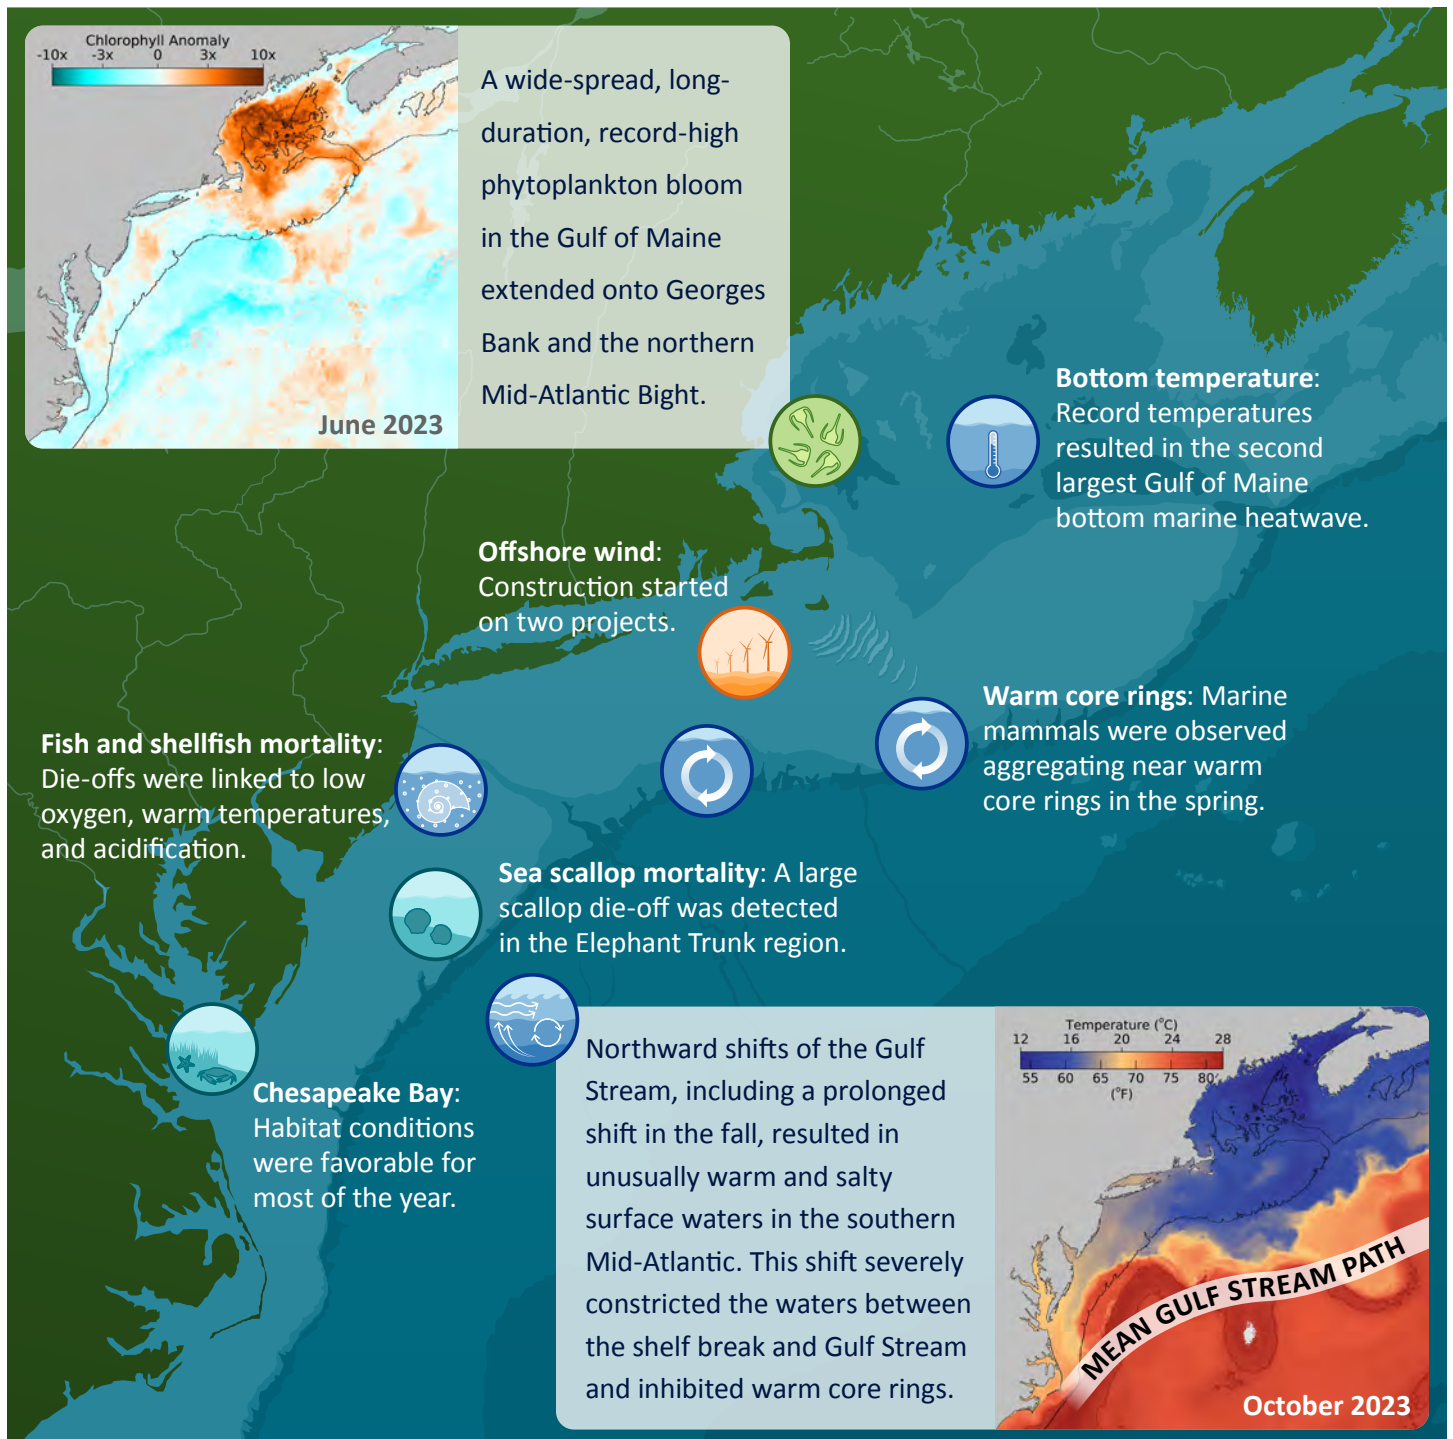 Chlorophyll Anomaly
-10x -3x 0 3x 10x
June 2023
A wide-spread, long-
duration, record-high
phytoplankton bloom
in the Gulf of Maine
extended onto Georges
Bank and the northern
Mid-Atlantic Bight.
Bottom temperature:
Record temperatures
resulted in the second
largest Gulf of Maine
bottom marine heatwave.
Offshore wind:
Construction started
on two projects.
Warm core rings: Marine
mammals were observed
aggregating near warm
core rings in the spring.
Fish and shellfish mortality:
Die-offs were linked to low
oxygen, warm temperatures,
and acidification.
Sea scallop mortality: A large
scallop die-off was detected
in the Elephant Trunk region.
Chesapeake Bay:
Habitat conditions
were favorable for
most of the year.
Northward shifts of the Gulf
Stream, including a prolonged
shift in the fall, resulted in
unusually warm and salty
surface waters in the southern
Mid-Atlantic. This shift severely
constricted the waters between
the shelf break and Gulf Stream
and inhibited warm core rings.
Temperature (°C)
12 16 20 24 28
55 60 65 70 75 80
(°F)
MEAN GULF STREAM PATH
October 2023